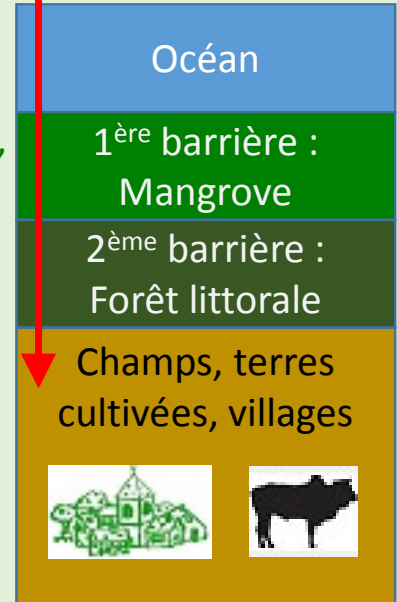 Océan
1ère barrière :
Mangrove
2ème barrière :
Forêt littorale
Champs, terres
cultivées, villages